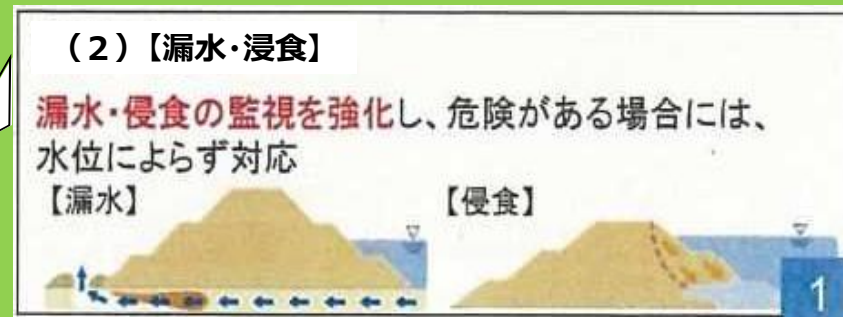 （２）【漏水･浸食】
漏水･侵食の監視を強化し、危険がある場合には、
水位によらず対応
【漏水】
【侵食】
1